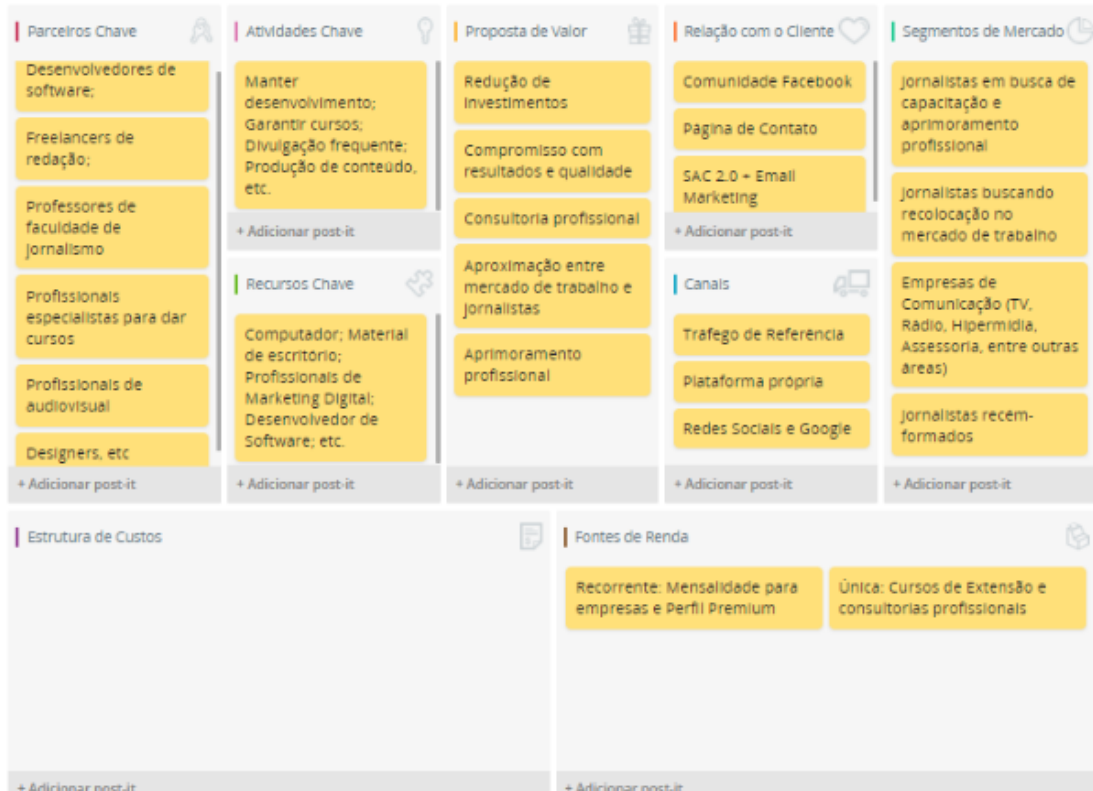 Parceiros Chave
Desenvolvedores de
software;
Freelancers de
redação;
Professores de
faculdade de
jornalismo
Profissionais
especialistas para dar
cursos
Profissionais de
audiovisual
Designers, etc
+ Adicionar post-it
Atividades Chave
Manter
desenvolvimento;
Garantir cursos;
Divulgação frequente;
Produção de conteúdo,
etc.
+ Adicionar post-it
Recursos Chave
Computador; Material
de escritório;
Profissionais de
Marketing Digital;
Desenvolvedor de
Software; etc.
+ Adicionar post-it
Proposta de Valor
Redução de
Investimentos
Compromisso com
resultados e qualidade
Consultoria profissional
Aproximação entre
mercado de trabalho e
jornalistas
Aprimoramento
profissional
+ Adicionar post-it
Relação com o Cliente
Comunidade Facebook
Página de Contato
SAC 2.0 + Email
Marketing
+ Adicionar post-it
Canais
Trafego de Referência
Plataforma própria
Redes Sociais e Google
+ Adicionar post-it
Segmentos de Mercado
Jornalistas em busca de
capacitação e
aprimoramento
profissional
Jornalistas buscando
recolocação no
mercado de trabalho
Empresas de
Comunicação (TV,
Rádio, Hipermídia,
Assessoria, entre outras
áreas)
Jornalistas recem-
formados
+ Adicionar post-it
Estrutura de Custos
+ Adicionar post-it
Fontes de Renda
Recorrente: Mensalidade para
empresas e Perfil Premium
Única: Cursos de Extensão e
consultorias profissionais
+ Adicionar post-it